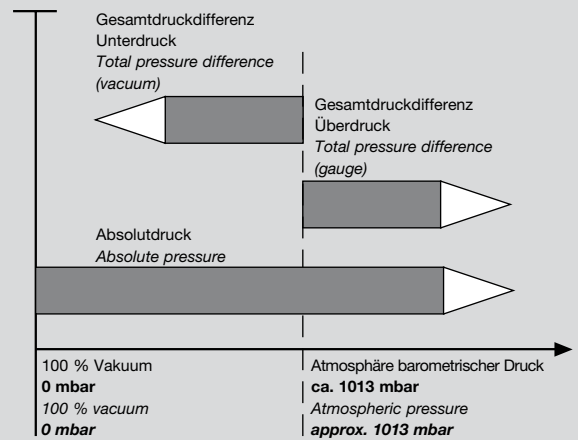 Gesamtdruckdifferenz
Unterdruck
Total pressure difference
(vacuum)
Gesamtdruckdifferenz
Überdruck
Total pressure difference
(gauge)
Absolutdruck
Absolute pressure
100 % Vakuum
0 mbar
100 % vacuum
0 mbar
Atmosphäre barometrischer Druck
ca. 1013 mbar
Atmospheric pressure
approx. 1013 mbar